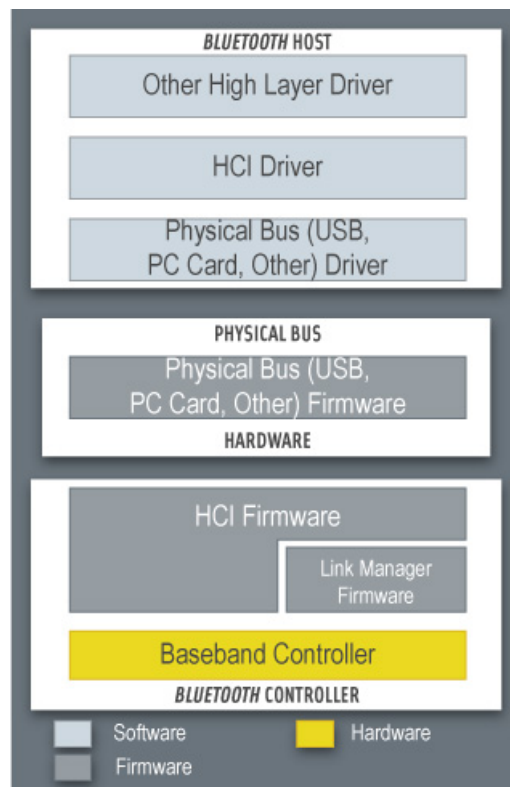 BLUETOOTH HOST
Other High Layer Driver
HCI Driver
Physical Bus (USB,
PC Card, Other) Driver
PHYSICAL BUS
Physical Bus (USB,
PC Card, Other) Firmware
HARDWARE
HCI Firmware
Link Manager
Firmware
Baseband Controller
BLUETOOTH CONTROLLER
Software
Hardware
Firmware